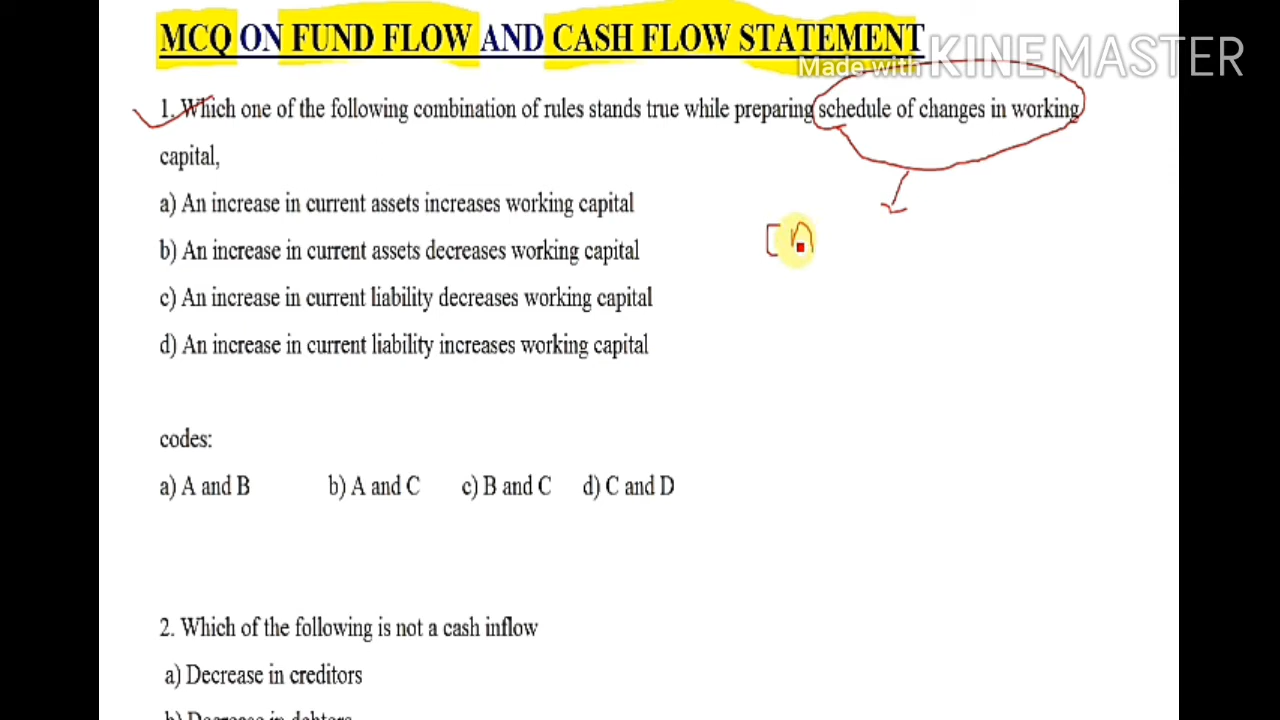 MCQ ON FUND FLOW AND CASH FLOW STATEMENT
Made with KINEMASTER
1. Which one of the following combination of rules stands true while preparing schedule of changes in working
capital,
a) An increase in current assets increases working capital
b) An increase in current assets decreases working capital
c) An increase in current liability decreases working capital
d) An increase in current liability increases working capital
codes:
a) A and B b) A and C c) B and C d) C and D
2. Which of the following is not a cash inflow
a) Decrease in creditors
b) Decrease in debtors